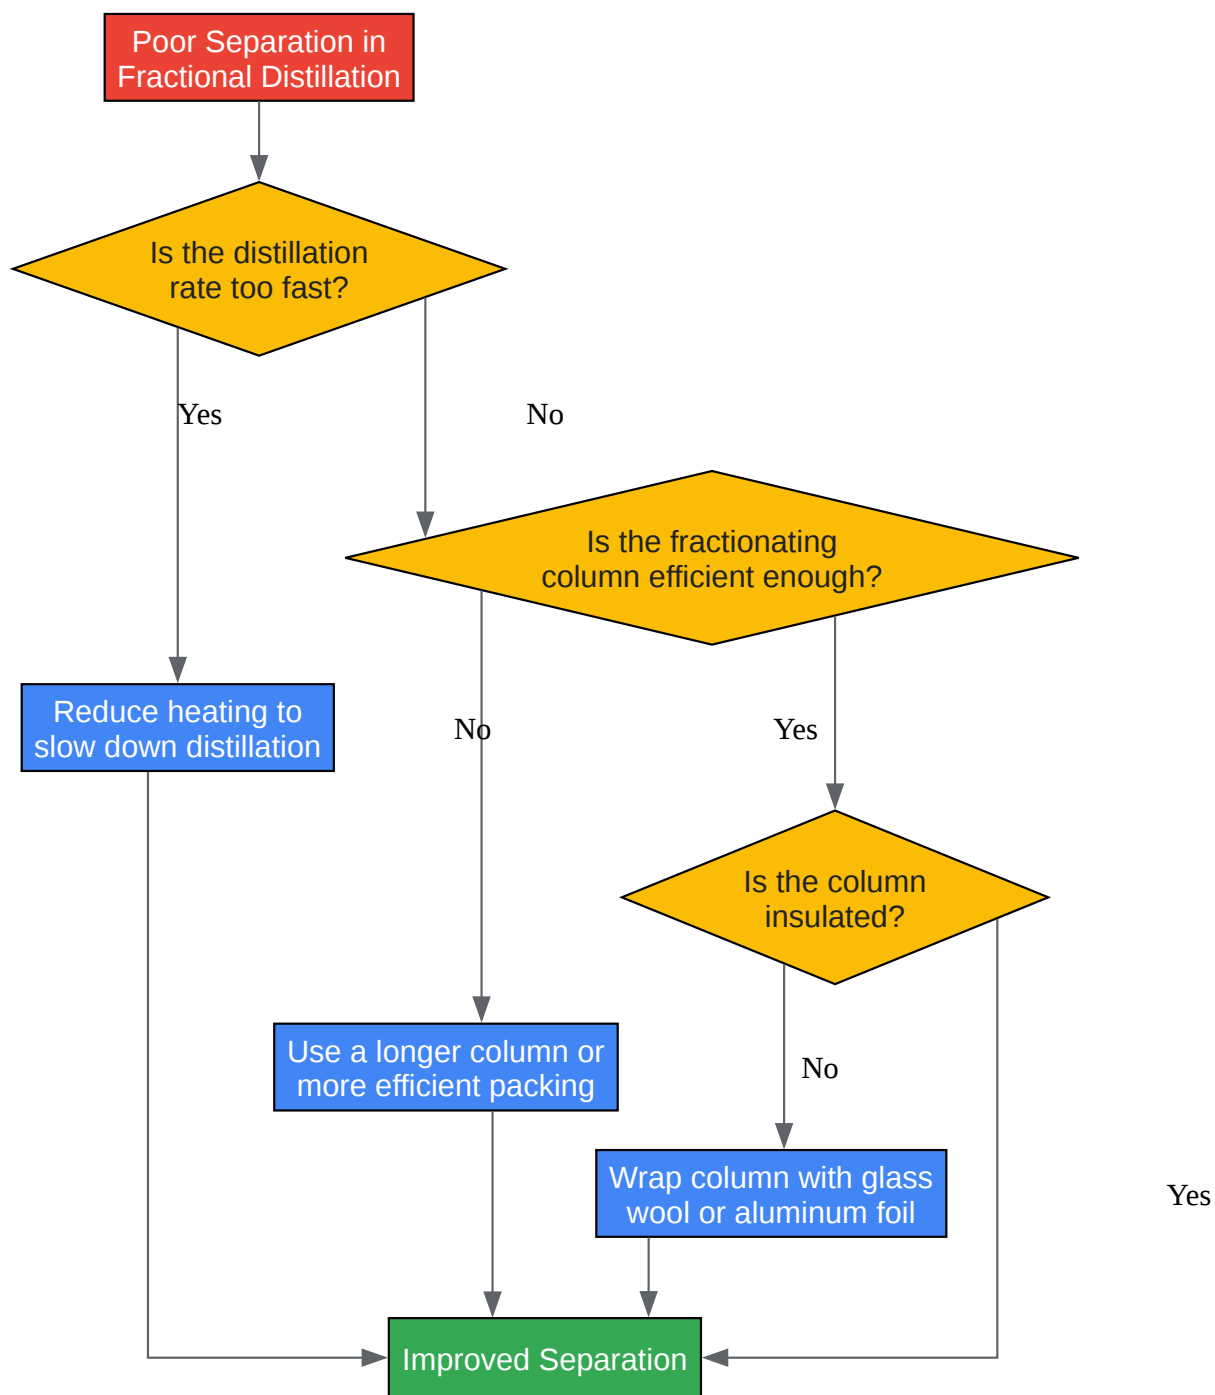 Poor Separation in
Fractional Distillation
Is the distillation
rate too fast?
Yes
No
Is the fractionating
column efficient enough?
Reduce heating to
slow down distillation
No
Yes
Is the column
insulated?
Use a longer column or
more efficient packing
No
Wrap column with glass
wool or aluminum foil
Yes
Improved Separation